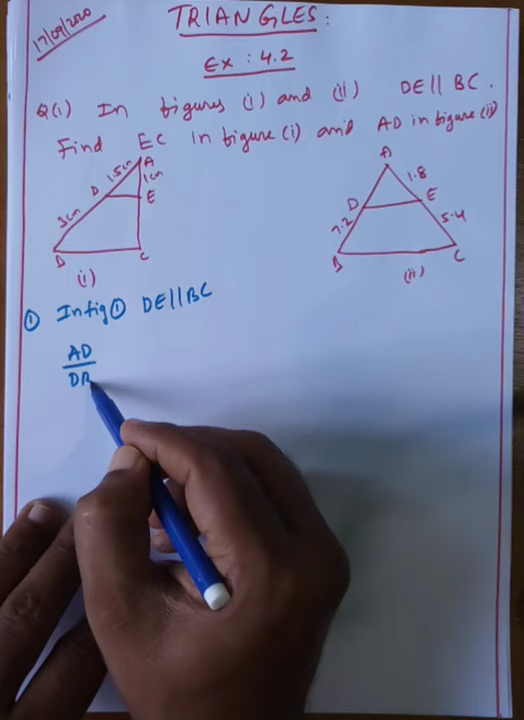 17/09/2020
TRIANGLES:
Ex : 4.2
Q(1) In figures (i) and (ii) DE || BC.
Find EC in figure (i) and AD in figure (ii)
A
1.5cm
1cm
D
E
3cm
B
C
(i)
A
1.8
D
E
7.2
5.4
B
C
(ii)
① In fig ① DE || BC
AD
DB